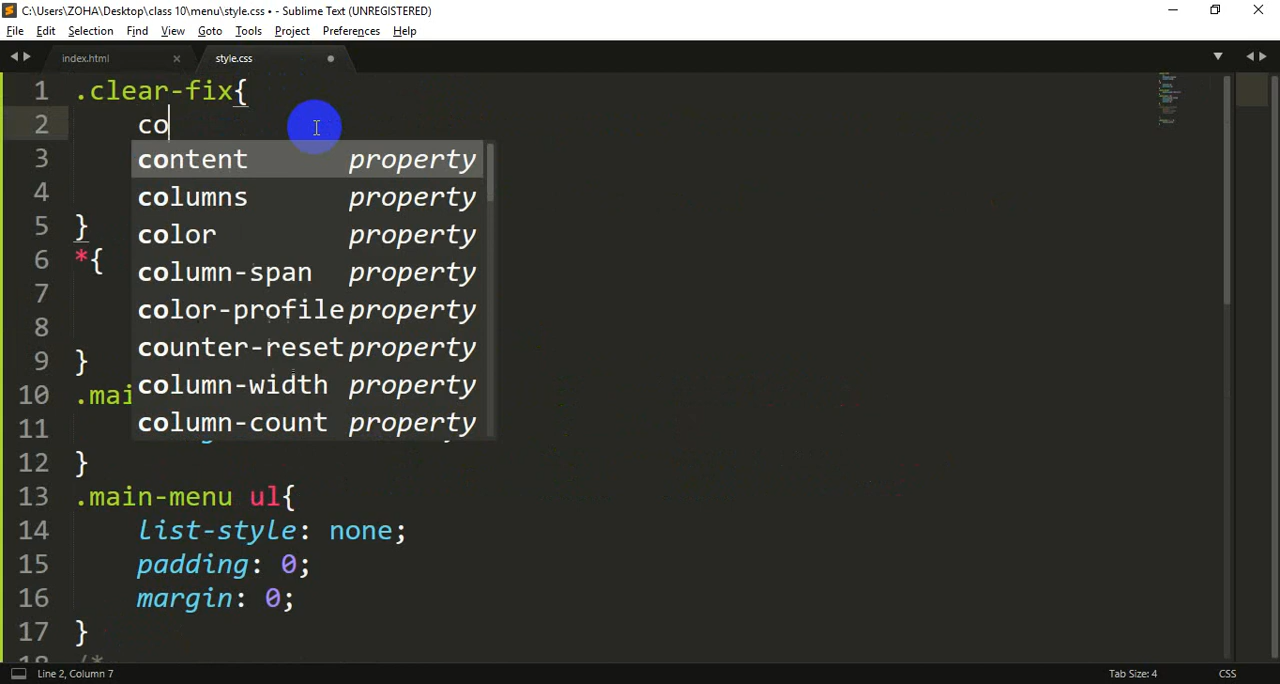 C:\Users\ZOHA\Desktop\class 10\menu\style.css • - Sublime Text (UNREGISTERED)
File Edit Selection Find View Goto Tools Project Preferences Help
index.html style.css
1 .clear-fix{
2 co
3 content property
4 columns property
5 } color property
6 *{ column-span property
7 color-profile property
8 counter-reset property
9 } column-width property
10 .mai column-count property
11
12 }
13 .main-menu ul{
14 list-style: none;
15 padding: 0;
16 margin: 0;
17 }
18 /*
Line 2, Column 7 Tab Size: 4 CSS